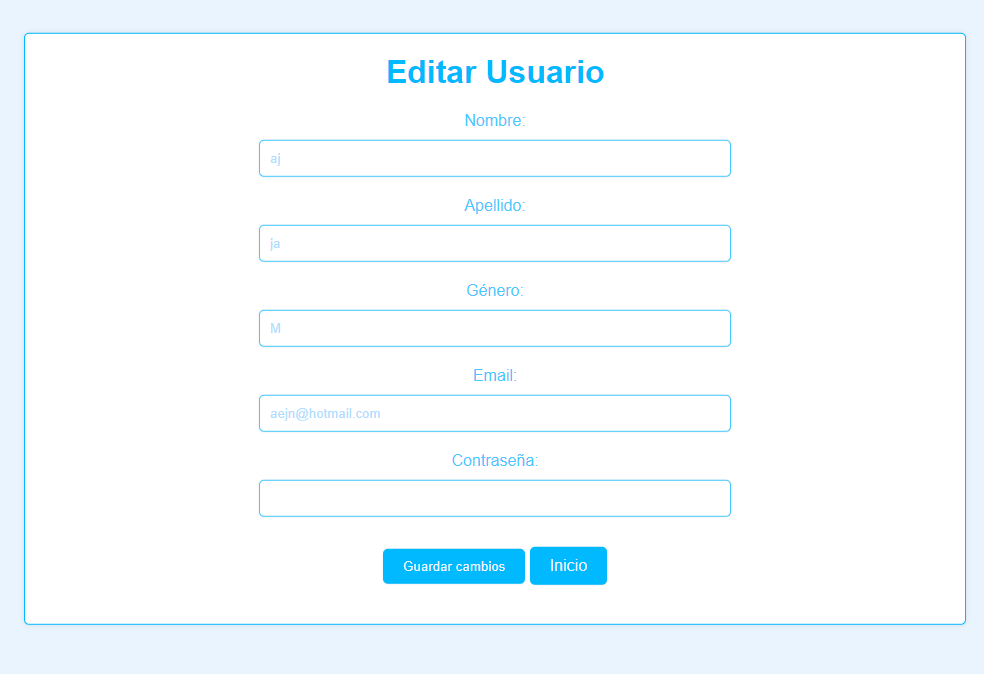 Editar Usuario
Nombre:
aj
Apellido:
ja
Género:
M
Email:
aejn@hotmail.com
Contraseña:
Guardar cambios Inicio